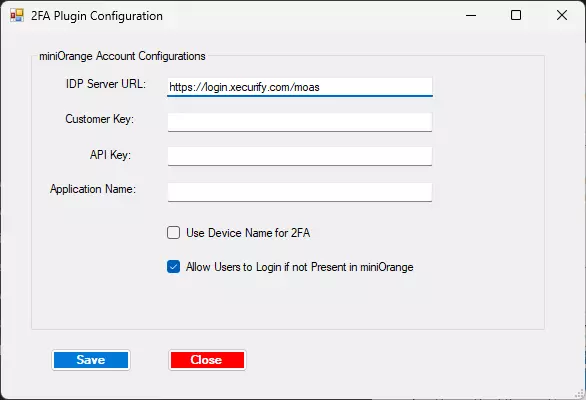 2FA Plugin Configuration
miniOrange Account Configurations
IDP Server URL: https://login.xecurify.com/moas
Customer Key:
API Key:
Application Name:
Use Device Name for 2FA
Allow Users to Login if not Present in miniOrange
Save Close